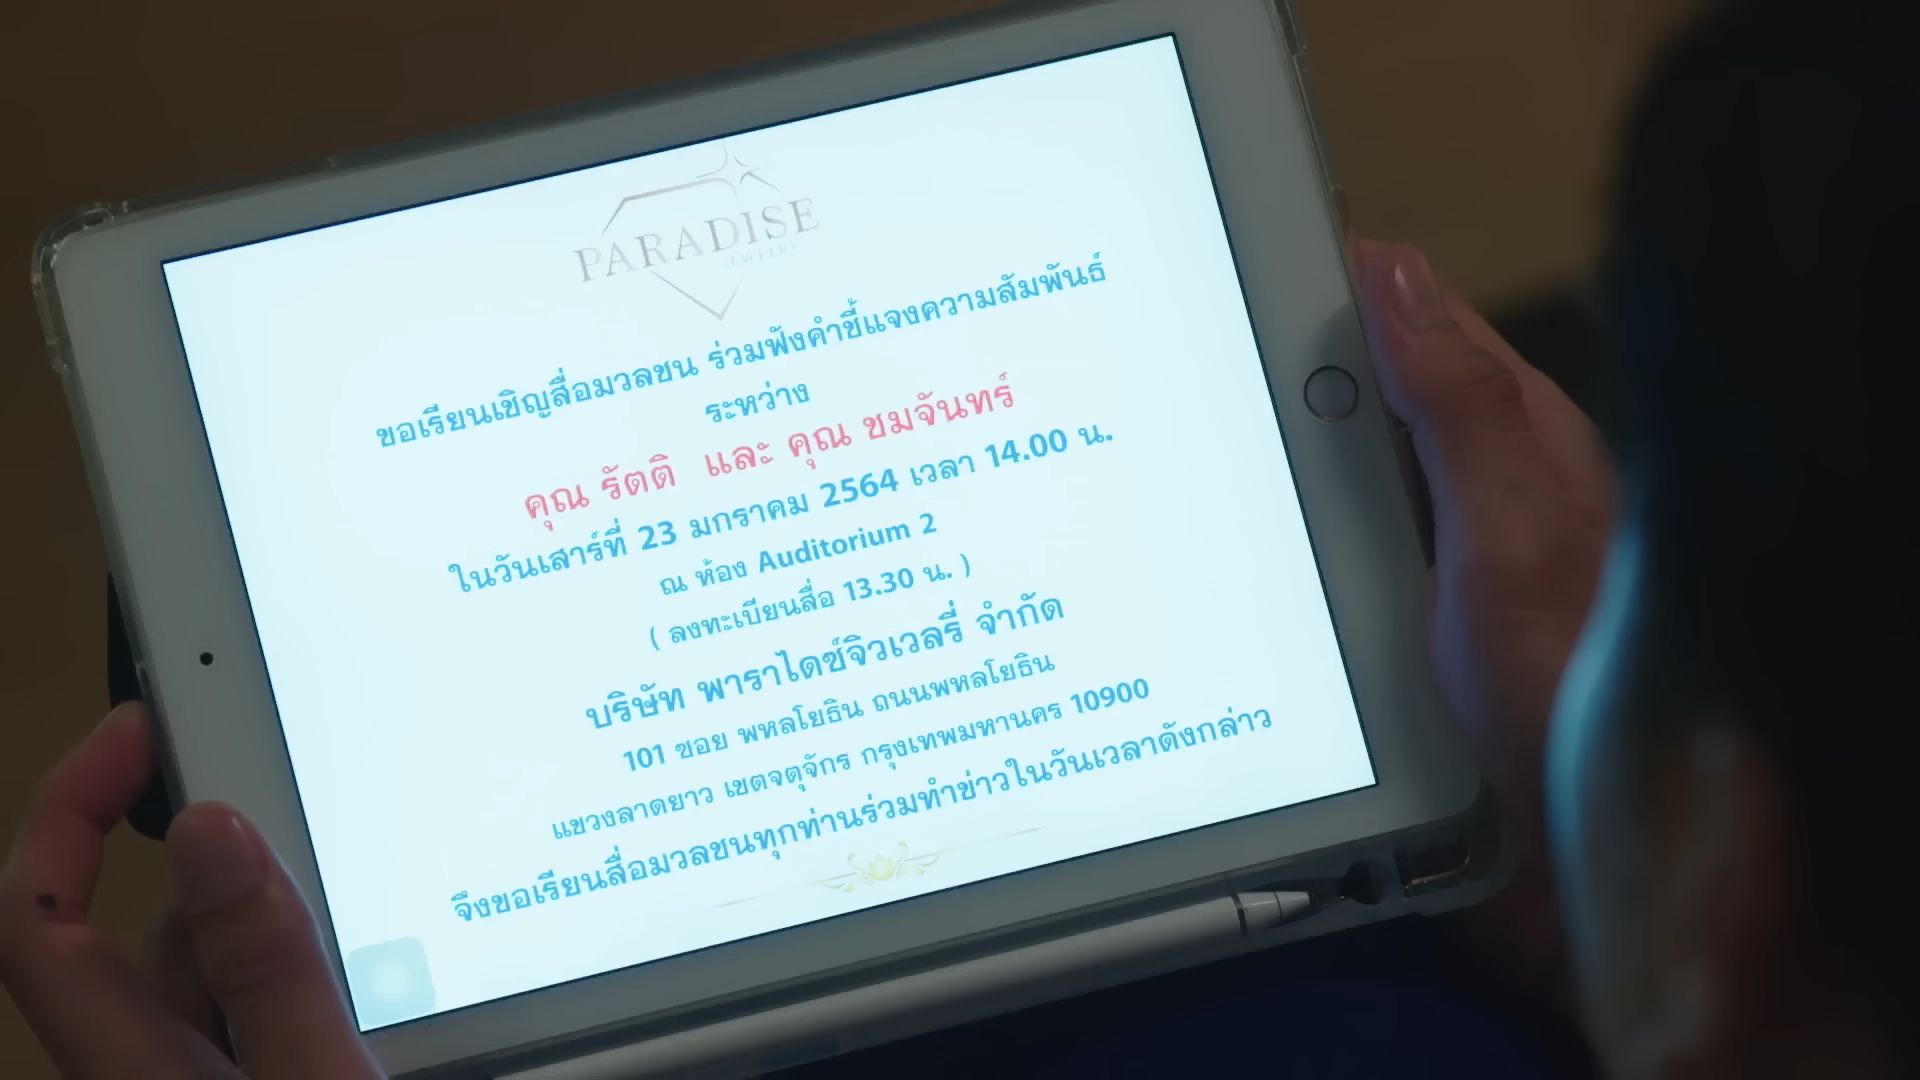 PARADISE
JEWELRY
ขอเรียนเชิญสื่อมวลชน ร่วมฟังคำชี้แจงความสัมพันธ์
ระหว่าง
คุณ รัตติ และ คุณ ชมจันทร์
ในวันเสาร์ที่ 23 มกราคม 2564 เวลา 14.00 น.
ณ ห้อง Auditorium 2
( ลงทะเบียนสื่อ 13.30 น. )
บริษัท พาราไดซ์จิวเวลรี่ จำกัด
101 ซอย พหลโยธิน ถนนพหลโยธิน
แขวงลาดยาว เขตจตุจักร กรุงเทพมหานคร 10900
จึงขอเรียนสื่อมวลชนทุกท่านร่วมทำข่าวในวันเวลาดังกล่าว